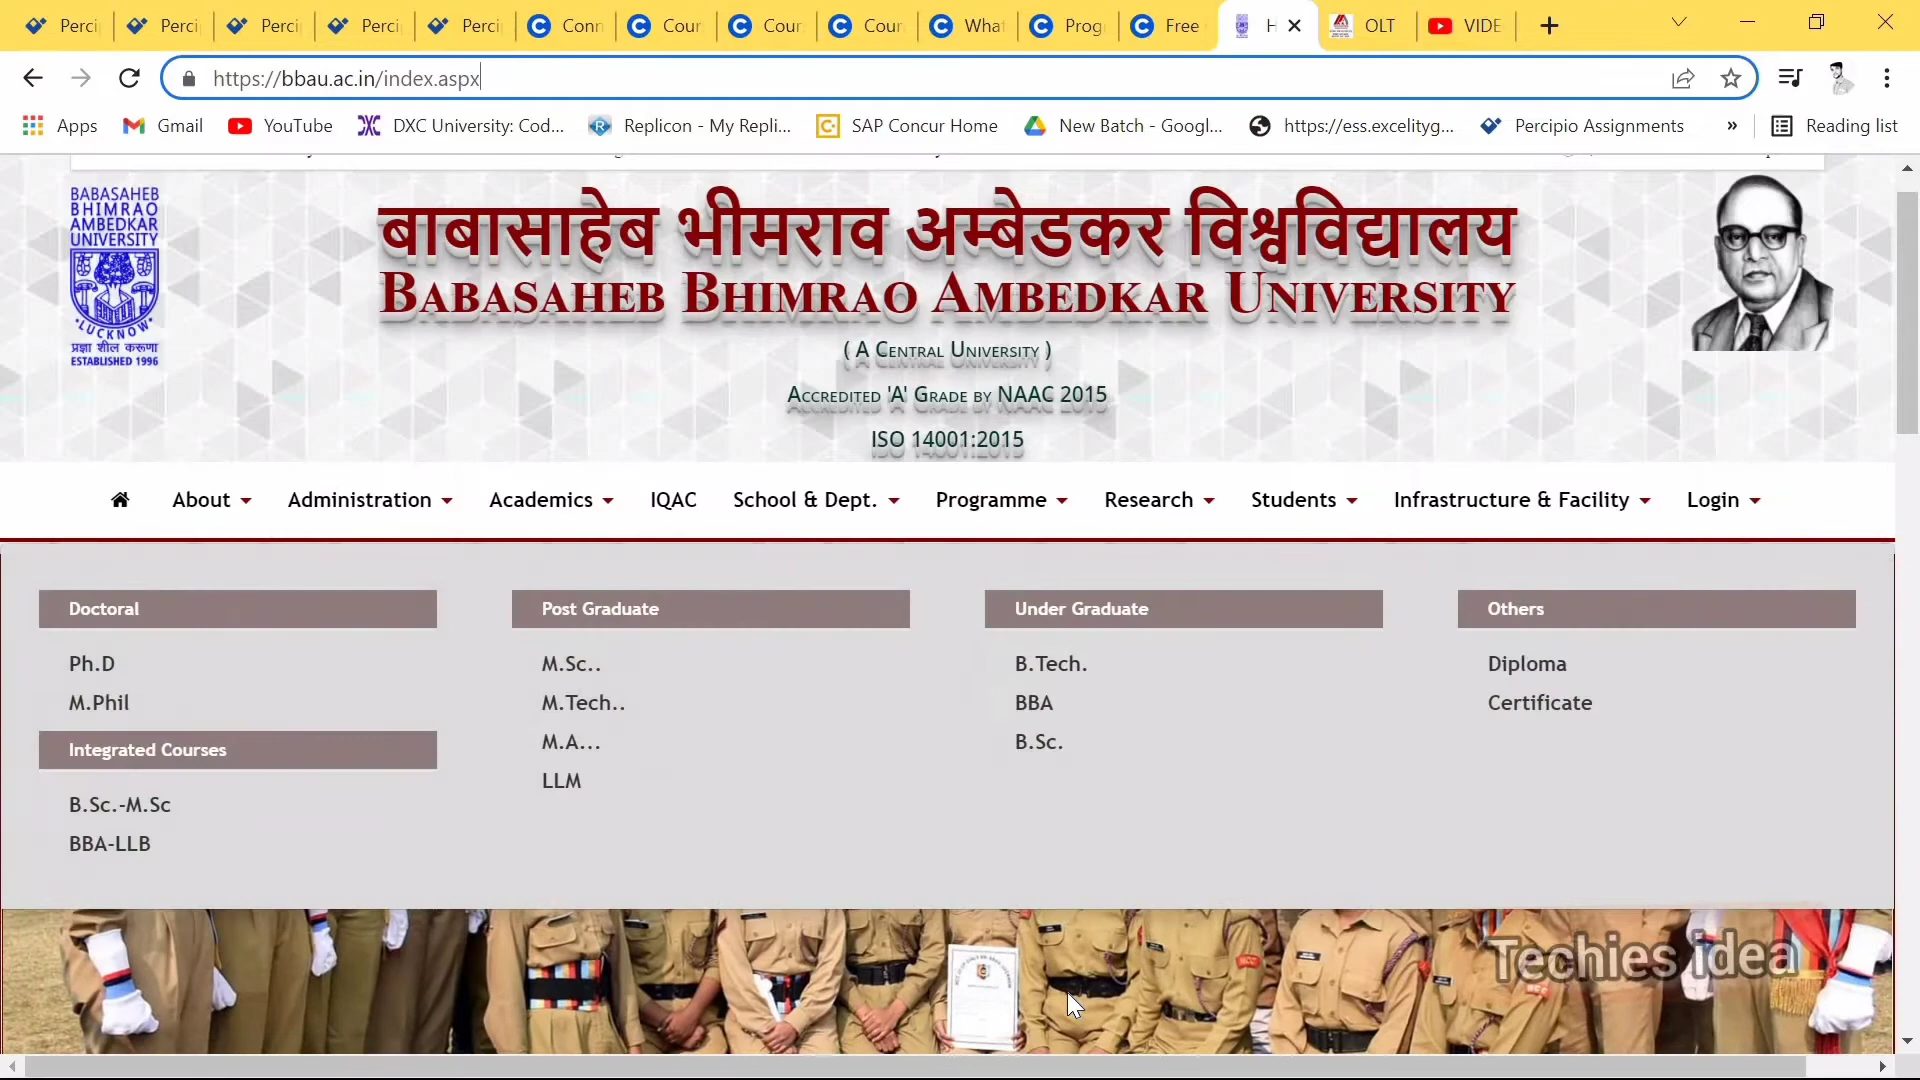 Perci
Percip
Perci
Perci
Perci
Conn
Cour
Cour
Cour
What
Prog
Free
H
OLT
VIDE
https://bbau.ac.in/index.aspx
Apps
Gmail
YouTube
DXC University: Cod...
Replicon - My Repli...
SAP Concur Home
New Batch - Googl...
https://ess.excelityg...
Percipio Assignments
»
Reading list
BABASAHEB
BHIMRAO
AMBEDKAR
UNIVERSITY
LUCKNOW
प्रज्ञा शील करूणा
ESTABLISHED 1996
बाबासाहेब भीमराव अम्बेडकर विश्वविद्यालय
BABASAHEB BHIMRAO AMBEDKAR UNIVERSITY
( A CENTRAL UNIVERSITY )
ACCREDITED 'A' GRADE BY NAAC 2015
ISO 14001:2015
About
Administration
Academics
IQAC
School & Dept.
Programme
Research
Students
Infrastructure & Facility
Login
Doctoral
Ph.D
M.Phil
Integrated Courses
B.Sc.-M.Sc
BBA-LLB
Post Graduate
M.Sc..
M.Tech..
M.A...
LLM
Under Graduate
B.Tech.
BBA
B.Sc.
Others
Diploma
Certificate
Techies idea